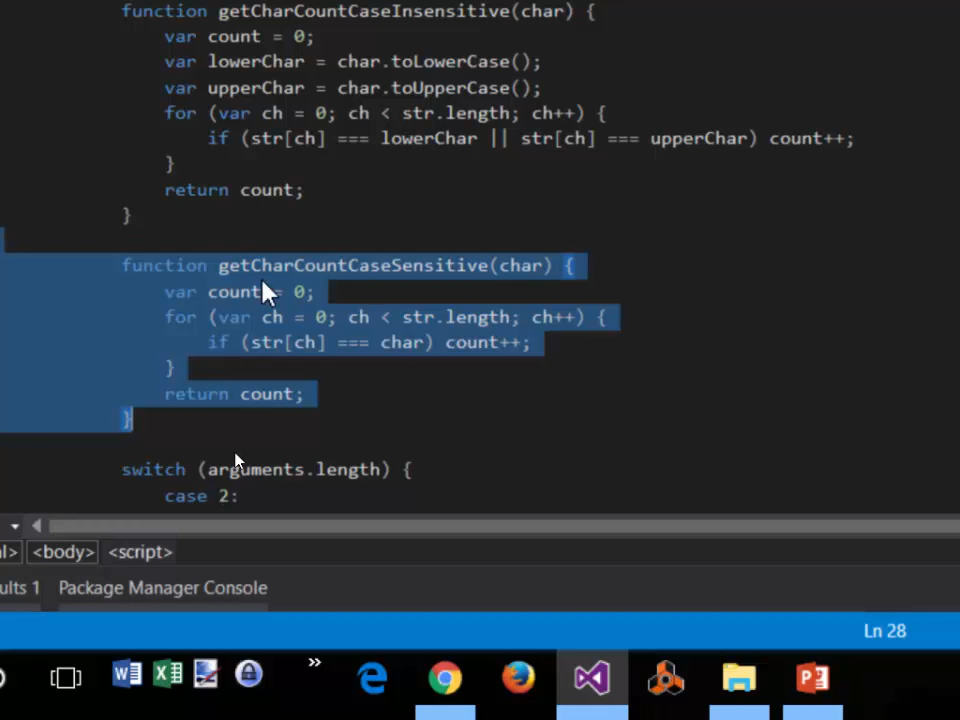 function getCharCountCaseInsensitive(char) {
var count = 0;
var lowerChar = char.toLowerCase();
var upperChar = char.toUpperCase();
for (var ch = 0; ch < str.length; ch++) {
if (str[ch] === lowerChar || str[ch] === upperChar) count++;
}
return count;
}
function getCharCountCaseSensitive(char) {
var count = 0;
for (var ch = 0; ch < str.length; ch++) {
if (str[ch] === char) count++;
}
return count;
}
switch (arguments.length) {
case 2:
l> <body> <script>
ults 1 Package Manager Console
Ln 28